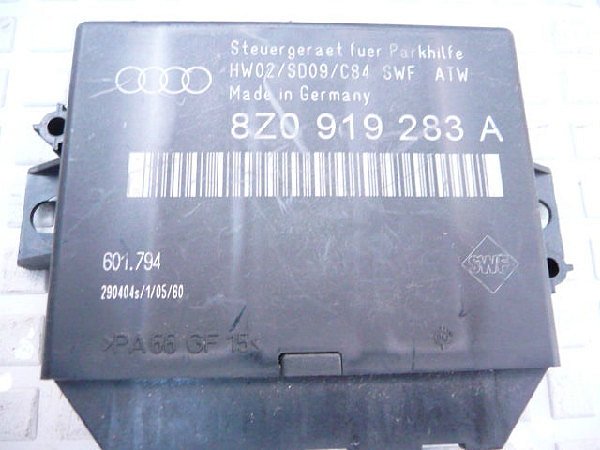 Steuergeraet fuer Parkhilfe
HW02/SD09/C84 SWF ATW
Made in Germany
8Z0 919 283 A
601.794
SWF
290404s/1/05/80
>PA 66 GF 15<